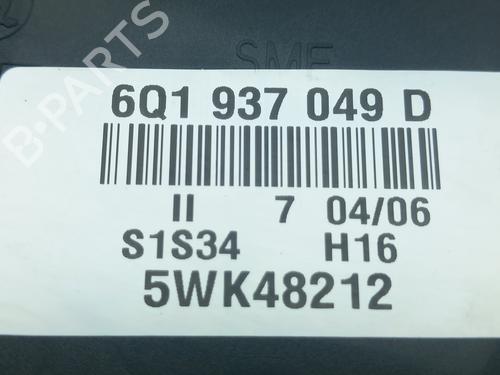 SME
6Q1 937 049 D
II 7 04/06
S1S34 H16
5WK48212
B-PARTS